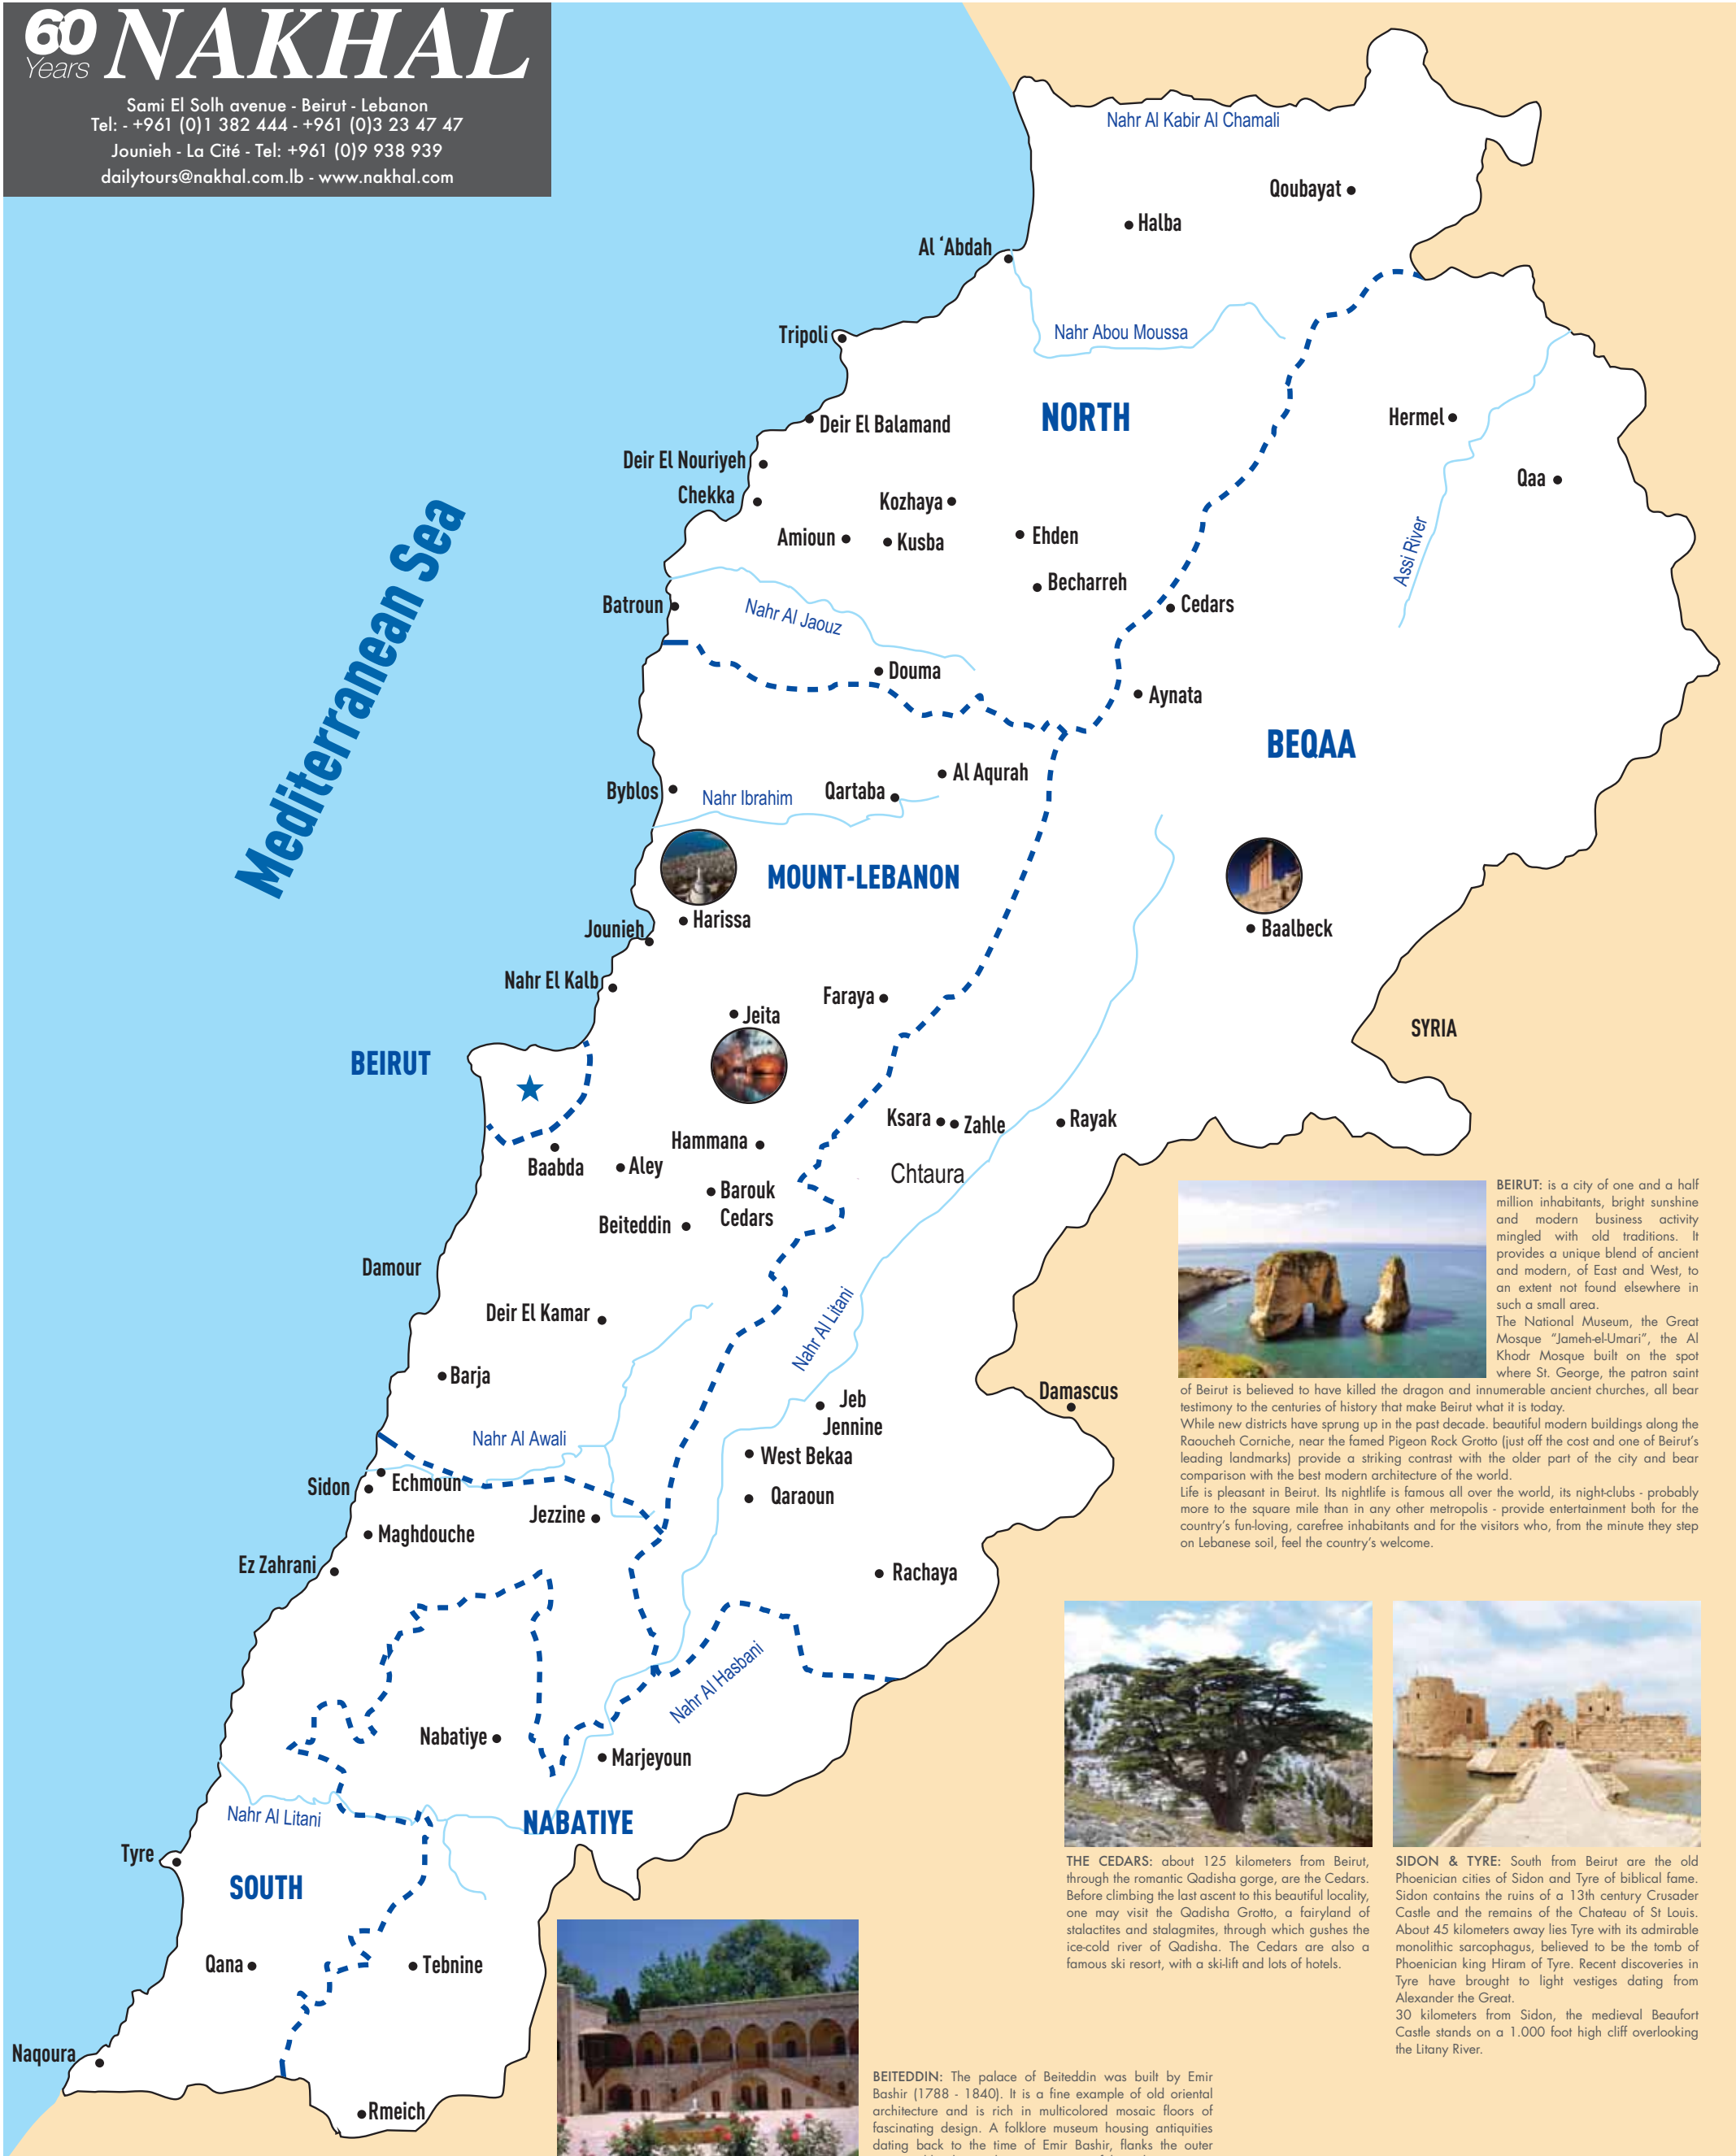 60 Years NAKHAL
Sami El Solh avenue - Beirut - Lebanon
Tel: - +961 (0)1 382 444 - +961 (0)3 23 47 47
Jounieh - La Cité - Tel: +961 (0)9 938 939
dailytours@nakhal.com.lb - www.nakhal.com
Nahr Al Kabir Al Chamali
Qoubayat
Halba
Al ‘Abdah
Tripoli
Nahr Abou Moussa
NORTH
Deir El Balamand
Hermel
Deir El Nouriyeh
Qaa
Chekka
Kozhaya
Amioun
Kusba
Ehden
Assi River
Becharreh
Batroun
Cedars
Nahr Al Jaouz
Mediterranean Sea
Douma
Aynata
BEQAA
Al Aqurah
Byblos
Nahr Ibrahim
Qartaba
MOUNT-LEBANON
Harissa
Jounieh
Baalbeck
Nahr El Kalb
Faraya
Jeita
SYRIA
BEIRUT
Ksara
Zahle
Rayak
Hammana
Baabda
Aley
Chtaura
Barouk
Cedars
Beiteddin
Damour
Deir El Kamar
Nahr Al Litani
Barja
Jeb
Jennine
Damascus
Nahr Al Awali
West Bekaa
Sidon
Echmoun
Qaraoun
Jezzine
Maghdouche
Ez Zahrani
Rachaya
Nahr Al Hasbani
Nabatiye
Marjeyoun
Nahr Al Litani
NABATIYE
Tyre
SOUTH
Qana
Tebnine
Naqoura
Rmeich
BEIRUT: is a city of one and a half
million inhabitants, bright sunshine
and modern business activity
mingled with old traditions. It
provides a unique blend of ancient
and modern, of East and West, to
an extent not found elsewhere in
such a small area.
The National Museum, the Great
Mosque “Jameh-el-Umari”, the Al
Khodr Mosque built on the spot
where St. George, the patron saint
of Beirut is believed to have killed the dragon and innumerable ancient churches, all bear
testimony to the centuries of history that make Beirut what it is today.
While new districts have sprung up in the past decade. beautiful modern buildings along the
Raoucheh Corniche, near the famed Pigeon Rock Grotto (just off the cost and one of Beirut’s
leading landmarks) provide a striking contrast with the older part of the city and bear
comparison with the best modern architecture of the world.
Life is pleasant in Beirut. Its nightlife is famous all over the world, its night-clubs - probably
more to the square mile than in any other metropolis - provide entertainment both for the
country’s fun-loving, carefree inhabitants and for the visitors who, from the minute they step
on Lebanese soil, feel the country’s welcome.
THE CEDARS: about 125 kilometers from Beirut,
through the romantic Qadisha gorge, are the Cedars.
Before climbing the last ascent to this beautiful locality,
one may visit the Qadisha Grotto, a fairyland of
stalactites and stalagmites, through which gushes the
ice-cold river of Qadisha. The Cedars are also a
famous ski resort, with a ski-lift and lots of hotels.
SIDON & TYRE: South from Beirut are the old
Phoenician cities of Sidon and Tyre of biblical fame.
Sidon contains the ruins of a 13th century Crusader
Castle and the remains of the Chateau of St Louis.
About 45 kilometers away lies Tyre with its admirable
monolithic sarcophagus, believed to be the tomb of
Phoenician king Hiram of Tyre. Recent discoveries in
Tyre have brought to light vestiges dating from
Alexander the Great.
30 kilometers from Sidon, the medieval Beaufort
Castle stands on a 1.000 foot high cliff overlooking
the Litany River.
BEITEDDIN: The palace of Beiteddin was built by Emir
Bashir (1788 - 1840). It is a fine example of old oriental
architecture and is rich in multicolored mosaic floors of
fascinating design. A folklore museum housing antiquities
dating back to the time of Emir Bashir, flanks the outer